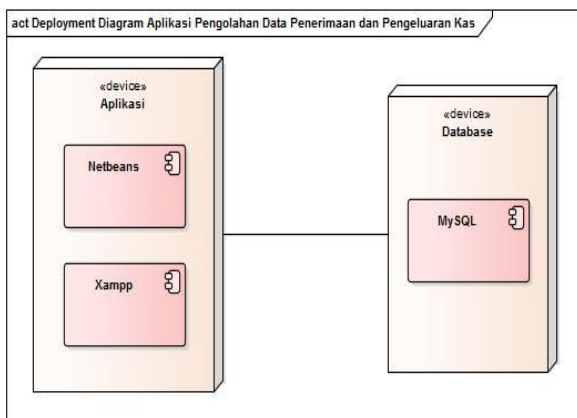 act Deployment Diagram Aplikasi Pengolahan Data Penerimaan dan Pengeluaran Kas
«device»
Aplikasi
Netbeans
Xampp
«device»
Database
MySQL